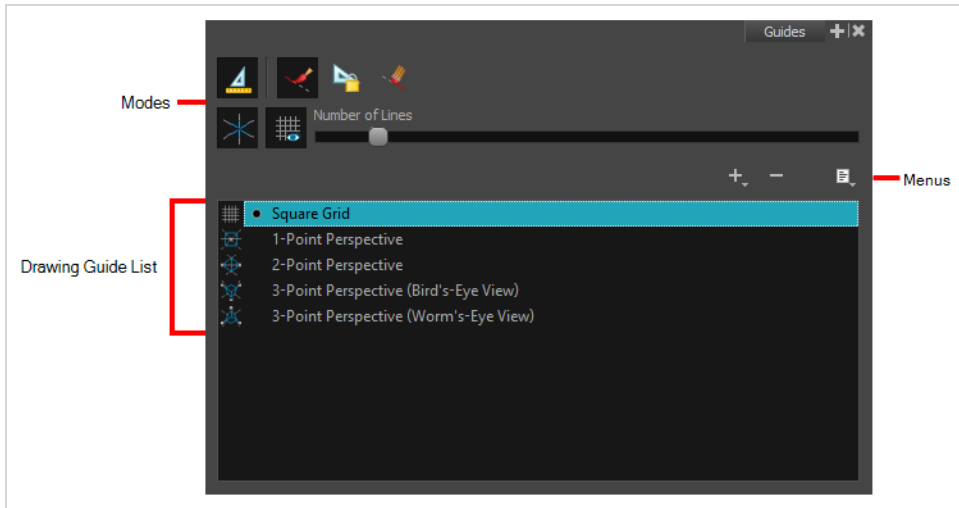 Guides
Modes
Number of Lines
Menus
Drawing Guide List
Square Grid
1-Point Perspective
2-Point Perspective
3-Point Perspective (Bird's-Eye View)
3-Point Perspective (Worm's-Eye View)